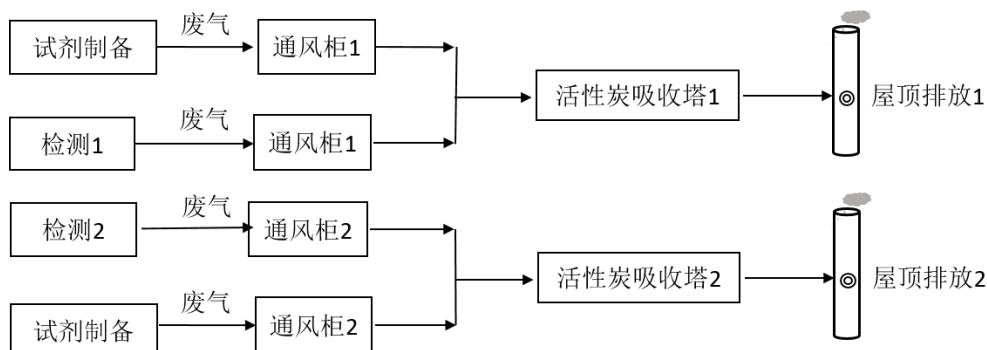 废气
试剂制备
通风柜1
活性炭吸收塔1
屋顶排放1
废气
检测1
通风柜1
废气
检测2
通风柜2
活性炭吸收塔2
屋顶排放2
废气
试剂制备
通风柜2